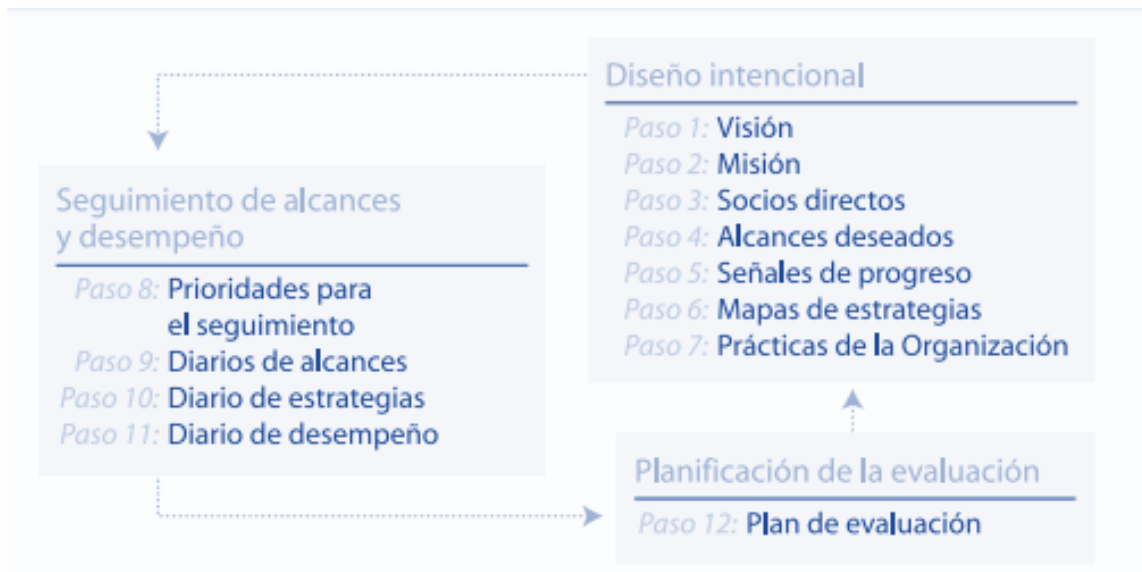 Diseño intencional
Paso 1: Visión
Paso 2: Misión
Paso 3: Socios directos
Paso 4: Alcances deseados
Paso 5: Señales de progreso
Paso 6: Mapas de estrategias
Paso 7: Prácticas de la Organización
Seguimiento de alcances
y desempeño
Paso 8: Prioridades para
el seguimiento
Paso 9: Diarios de alcances
Paso 10: Diario de estrategias
Paso 11: Diario de desempeño
Planificación de la evaluación
Paso 12: Plan de evaluación